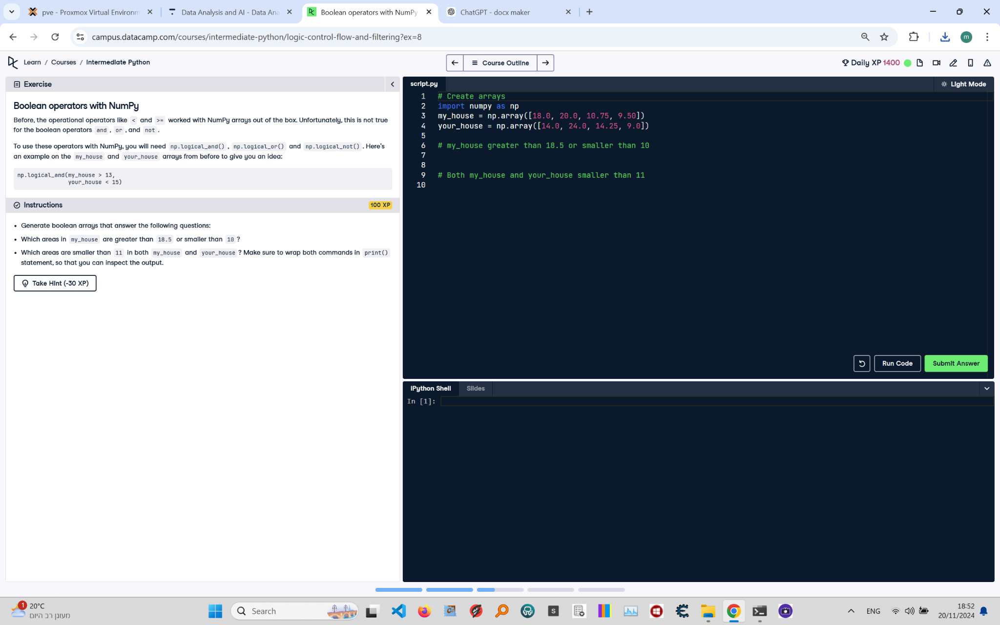 pve - Proxmox Virtual Environm
Data Analysis and AI - Data Ana
Boolean operators with NumPy
ChatGPT - docx maker
campus.datacamp.com/courses/intermediate-python/logic-control-flow-and-filtering?ex=8
m
Learn / Courses / Intermediate Python
Course Outline
Daily XP 1400
Exercise
Boolean operators with NumPy
Before, the operational operators like < and >= worked with NumPy arrays out of the box. Unfortunately, this is not true
for the boolean operators and , or , and not .
To use these operators with NumPy, you will need np.logical_and() , np.logical_or() and np.logical_not() . Here's
an example on the my_house and your_house arrays from before to give you an idea:
np.logical_and(my_house > 13,
your_house < 15)
Instructions
100 XP
• Generate boolean arrays that answer the following questions:
• Which areas in my_house are greater than 18.5 or smaller than 10 ?
• Which areas are smaller than 11 in both my_house and your_house ? Make sure to wrap both commands in print()
statement, so that you can inspect the output.
Take Hint (-30 XP)
script.py
Light Mode
1 # Create arrays
2 import numpy as np
3 my_house = np.array([18.0, 20.0, 10.75, 9.50])
4 your_house = np.array([14.0, 24.0, 14.25, 9.0])
5
6 # my_house greater than 18.5 or smaller than 10
7
8
9 # Both my_house and your_house smaller than 11
10
Run Code
Submit Answer
IPython Shell
Slides
In [1]:
1
20°C
מעונן רב היום
Search
S
ENG
18:52
20/11/2024